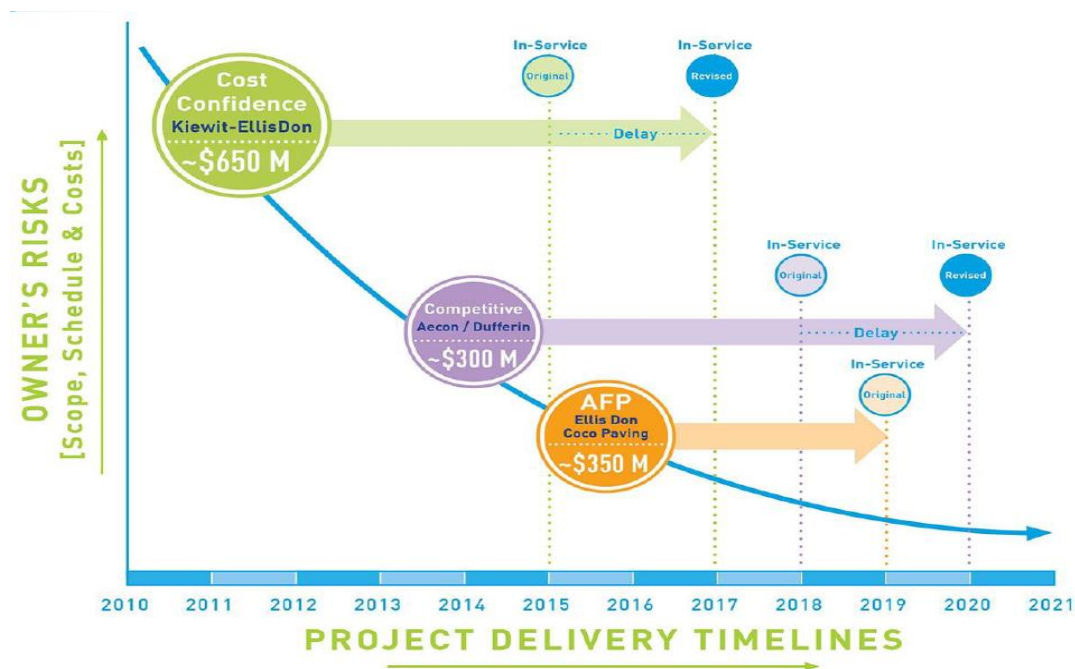 In-Service
Original
In-Service
Revised
Cost
Confidence
Kiewit-EllisDon
~$650 M
Delay
In-Service
Original
In-Service
Revised
Competitive
Aecon / Dufferin
~$300 M
Delay
In-Service
Original
AFP
Ellis Don
Coco Paving
~$350 M
OWNER'S RISKS
[Scope, Schedule & Costs]
2010 2011 2012 2013 2014 2015 2016 2017 2018 2019 2020 2021
PROJECT DELIVERY TIMELINES